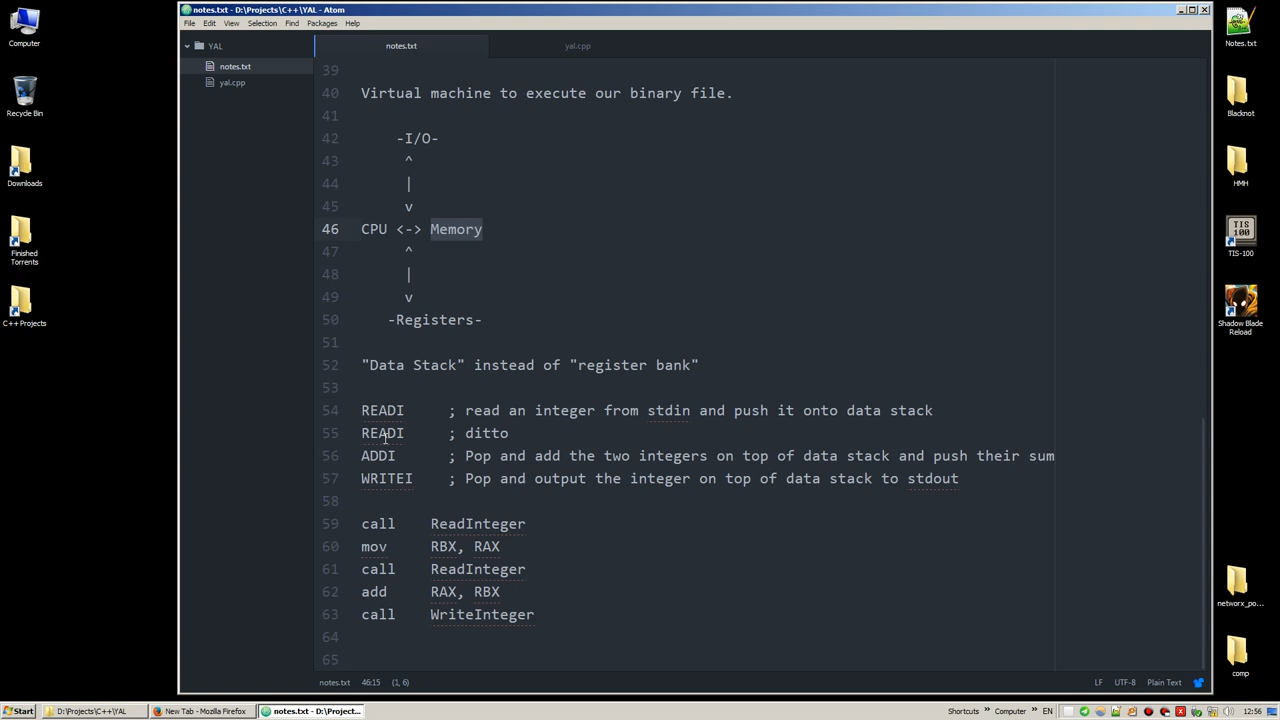 notes.txt - D:\Projects\C++\YAL - Atom
File Edit View Selection Find Packages Help
YAL
notes.txt
yal.cpp
notes.txt yal.cpp
39
40 Virtual machine to execute our binary file.
41
42 -I/O-
43 ^
44 |
45 v
46 CPU <-> Memory
47 ^
48 |
49 v
50 -Registers-
51
52 "Data Stack" instead of "register bank"
53
54 READI ; read an integer from stdin and push it onto data stack
55 READI ; ditto
56 ADDI ; Pop and add the two integers on top of data stack and push their sum
57 WRITEI ; Pop and output the integer on top of data stack to stdout
58
59 call ReadInteger
60 mov RBX, RAX
61 call ReadInteger
62 add RAX, RBX
63 call WriteInteger
64
65
notes.txt 46:15 (1, 6) LF UTF-8 Plain Text
Computer
Recycle Bin
Downloads
Finished
Torrents
C++ Projects
Notes.txt
Blacknot
HMH
TIS
100
TIS-100
Shadow Blade
Reload
networx_po...
comp
Start D:\Projects\C++\YAL New Tab - Mozilla Firefox notes.txt - D:\Project... Shortcuts » Computer » EN 12:56